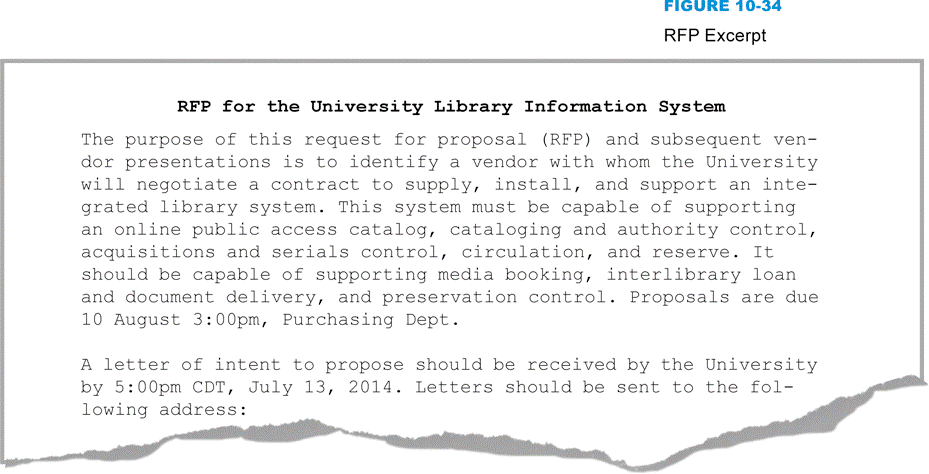 FIGURE 10-34
RFP Excerpt
RFP for the University Library Information System
The purpose of this request for proposal (RFP) and subsequent ven-
dor presentations is to identify a vendor with whom the University
will negotiate a contract to supply, install, and support an inte-
grated library system. This system must be capable of supporting
an online public access catalog, cataloging and authority control,
acquisitions and serials control, circulation, and reserve. It
should be capable of supporting media booking, interlibrary loan
and document delivery, and preservation control. Proposals are due
10 August 3:00pm, Purchasing Dept.
A letter of intent to propose should be received by the University
by 5:00pm CDT, July 13, 2014. Letters should be sent to the fol-
lowing address: